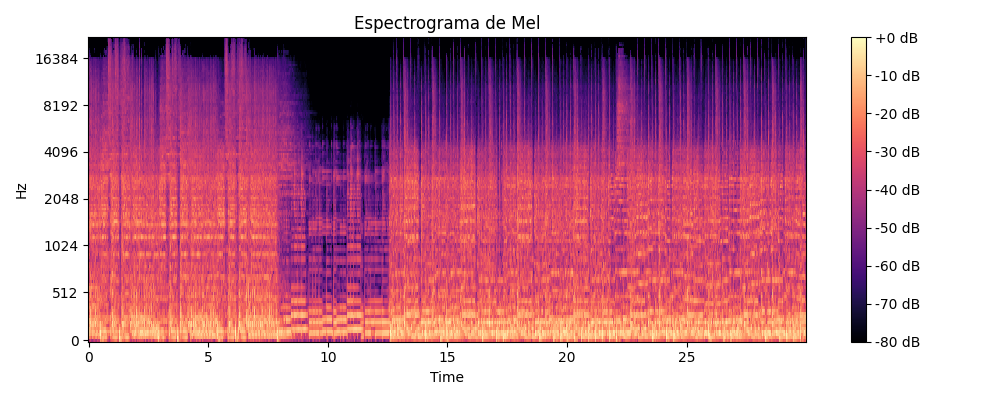 Espectrograma de Mel
Hz
16384
8192
4096
2048
1024
512
0
0 5 10 15 20 25
Time
+0 dB
-10 dB
-20 dB
-30 dB
-40 dB
-50 dB
-60 dB
-70 dB
-80 dB